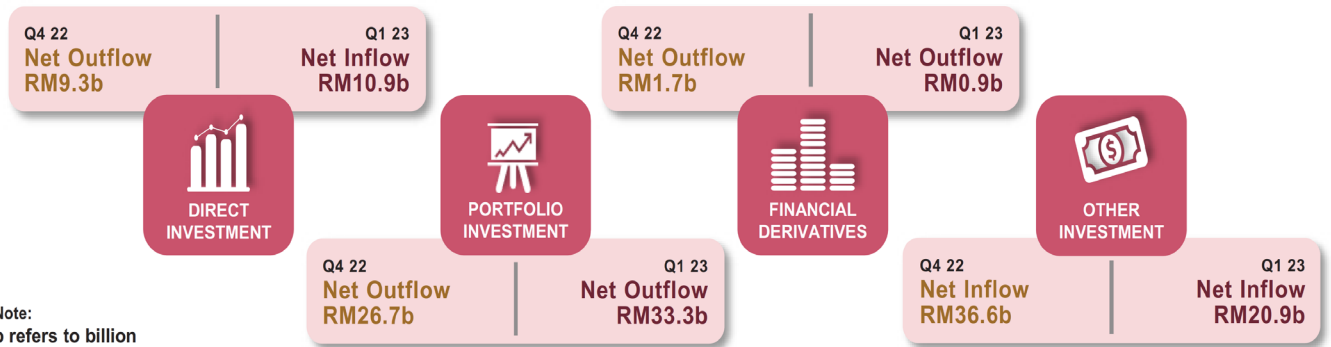 Q4 22
Net Outflow
RM9.3b
Q1 23
Net Inflow
RM10.9b
DIRECT
INVESTMENT
Q4 22
Net Outflow
RM26.7b
Q1 23
Net Outflow
RM33.3b
PORTFOLIO
INVESTMENT
Q4 22
Net Outflow
RM1.7b
Q1 23
Net Outflow
RM0.9b
FINANCIAL
DERIVATIVES
Q4 22
Net Inflow
RM36.6b
Q1 23
Net Inflow
RM20.9b
OTHER
INVESTMENT
$
Note:
b refers to billion